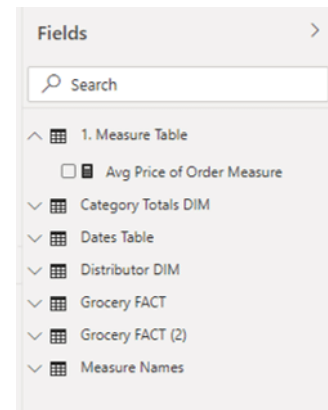 Fields
Search
1. Measure Table
Avg Price of Order Measure
Category Totals DIM
Dates Table
Distributor DIM
Grocery FACT
Grocery FACT (2)
Measure Names